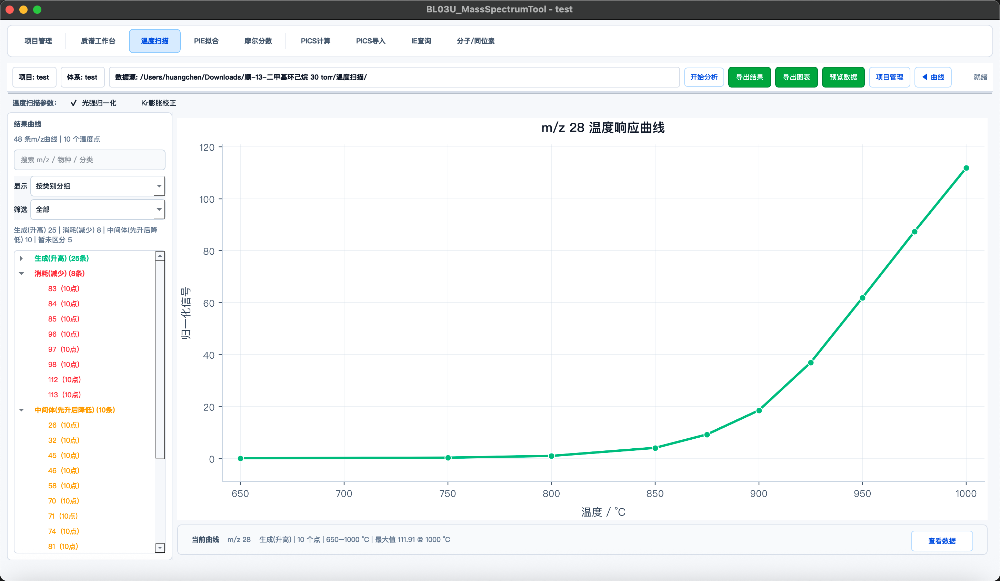 BL03U_MassSpectrumTool - test
项目管理 质谱工作台 温度扫描 PIE拟合 摩尔分数 PICS计算 PICS导入 IE查询 分子/同位素
项目: test 体系: test 数据源: /Users/huangchen/Downloads/顺-13-二甲基环己烷 30 torr/温度扫描/ 开始分析 导出结果 导出图表 预览数据 项目管理 ◀ 曲线 就绪
温度扫描参数: ✓ 光强归一化 Kr膨胀校正
结果曲线
48 条m/z曲线 | 10 个温度点
搜索 m/z / 物种 / 分类
显示 按类别分组
筛选 全部
生成(升高) 25 | 消耗(减少) 8 | 中间体(先升后降
低) 10 | 暂未区分 5
生成(升高) (25条)
消耗(减少) (8条)
83 (10点)
84 (10点)
85 (10点)
96 (10点)
97 (10点)
98 (10点)
112 (10点)
113 (10点)
中间体(先升后降低) (10条)
26 (10点)
32 (10点)
45 (10点)
46 (10点)
58 (10点)
70 (10点)
71 (10点)
74 (10点)
81 (10点)
m/z 28 温度响应曲线
归一化信号
120
100
80
60
40
20
0
650 700 750 800 850 900 950 1000
温度 / °C
当前曲线 m/z 28 生成(升高) | 10 个点 | 650—1000 °C | 最大值 111.91 @ 1000 °C 查看数据